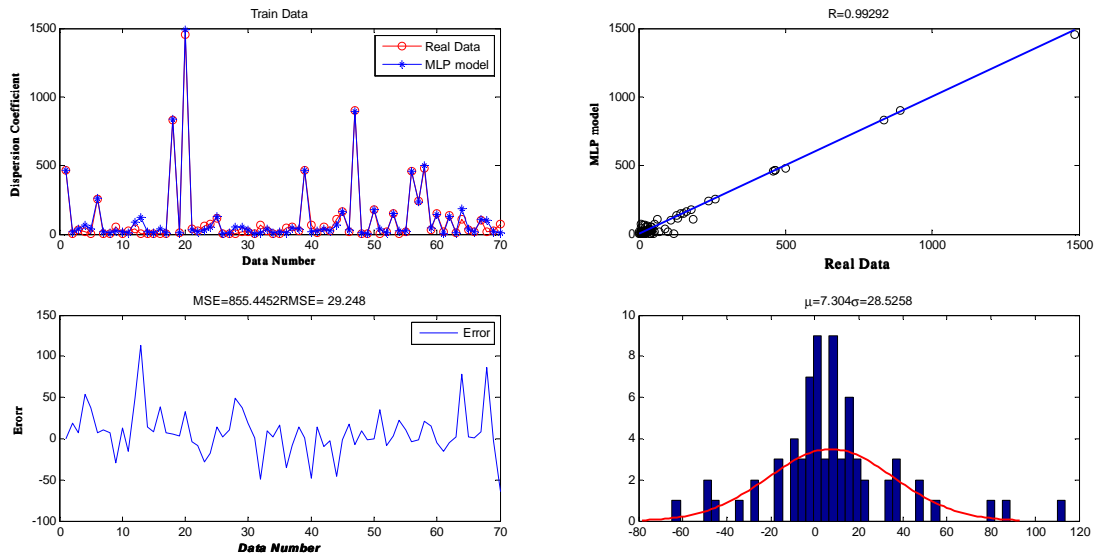 Train Data
1500
1000
500
0
Dispersion Coefficient
Real Data
MLP model
0 10 20 30 40 50 60 70
Data Number
R=0.99292
1500
1000
500
0
MLP model
0 500 1000 1500
Real Data
MSE=855.4452RMSE= 29.248
150
100
50
0
-50
-100
Erorr
Error
0 10 20 30 40 50 60 70
Data Number
μ=7.304σ=28.5258
10
8
6
4
2
0
-80 -60 -40 -20 0 20 40 60 80 100 120